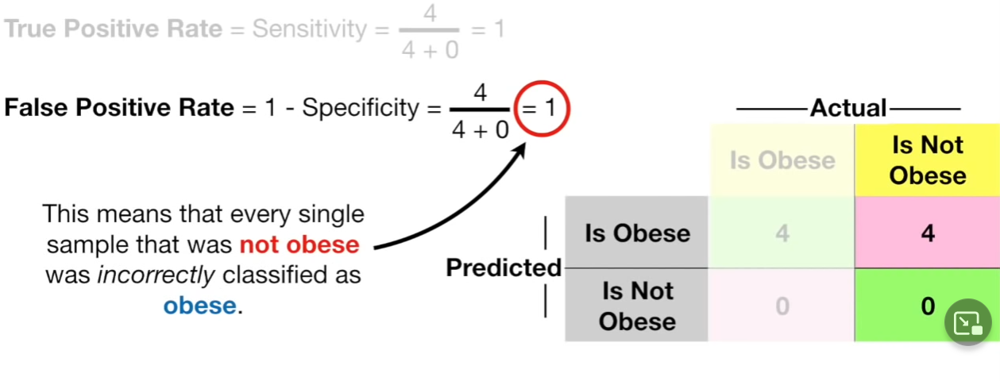 True Positive Rate = Sensitivity = 4 / 4 + 0 = 1
False Positive Rate = 1 - Specificity = 4 / 4 + 0 = 1
This means that every single
sample that was not obese
was incorrectly classified as
obese.
Actual
Is Obese
Is Not
Obese
Predicted
Is Obese
4
4
Is Not
Obese
0
0